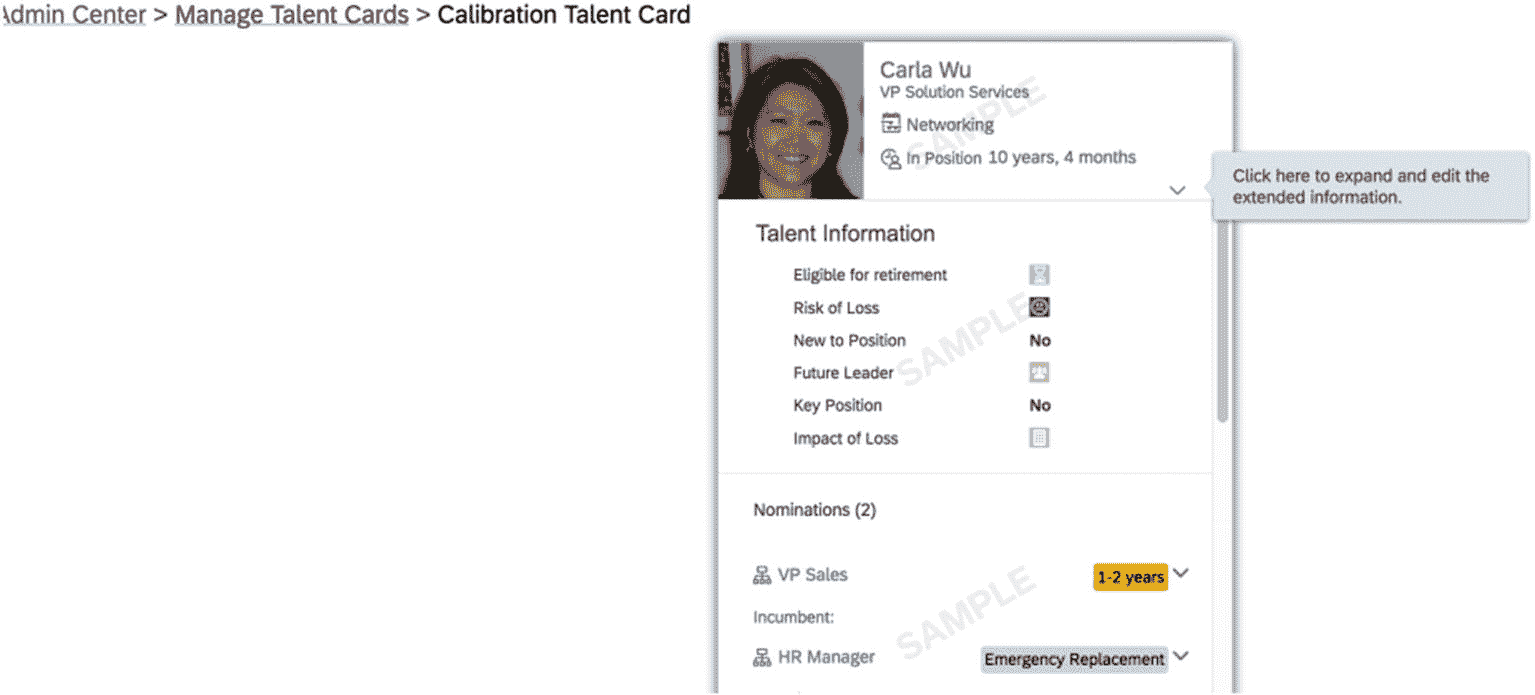 Admin Center > Manage Talent Cards > Calibration Talent Card
Carla Wu
VP Solution Services
Networking
In Position 10 years, 4 months
Click here to expand and edit the
extended information.
Talent Information
Eligible for retirement
Risk of Loss
New to Position No
Future Leader
Key Position No
Impact of Loss
Nominations (2)
VP Sales 1-2 years
Incumbent:
HR Manager Emergency Replacement
SAMPLE
SAMPLE
SAMPLE